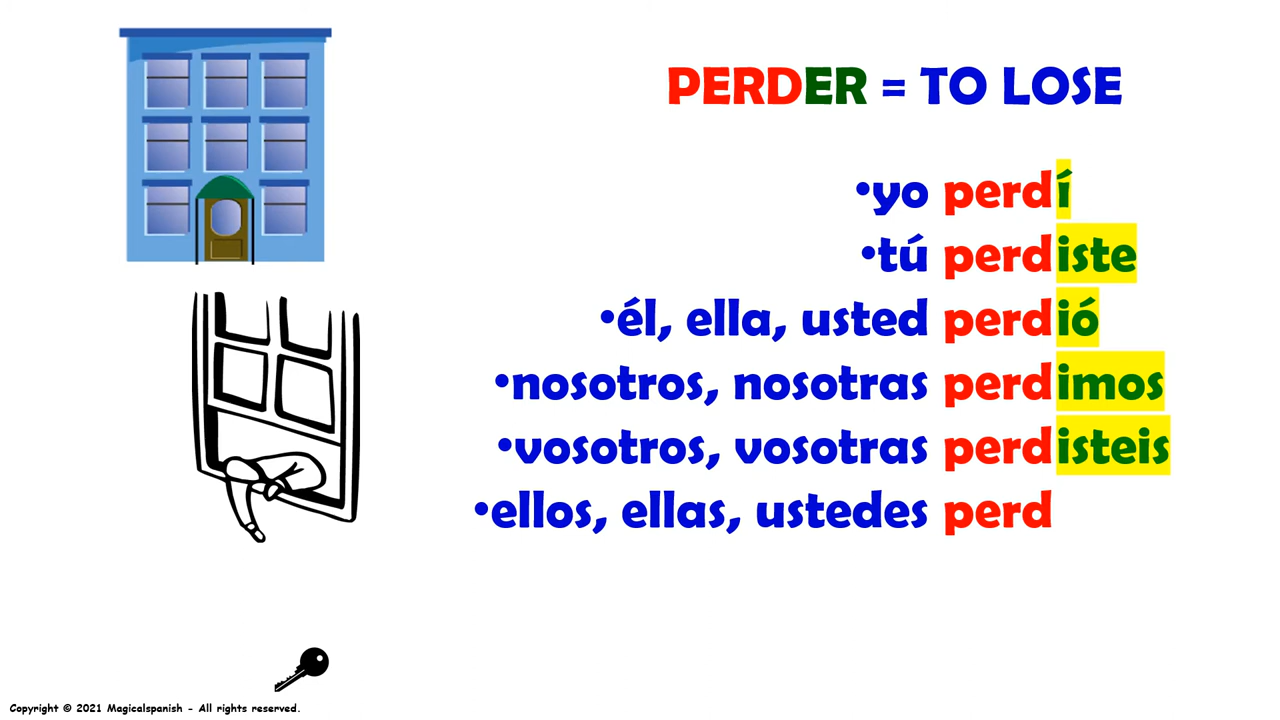 PERDER = TO LOSE
•yo perdí
•tú perdiste
•él, ella, usted perdió
•nosotros, nosotras perdimos
•vosotros, vosotras perdisteis
•ellos, ellas, ustedes perd
Copyright © 2021 Magicalspanish - All rights reserved.